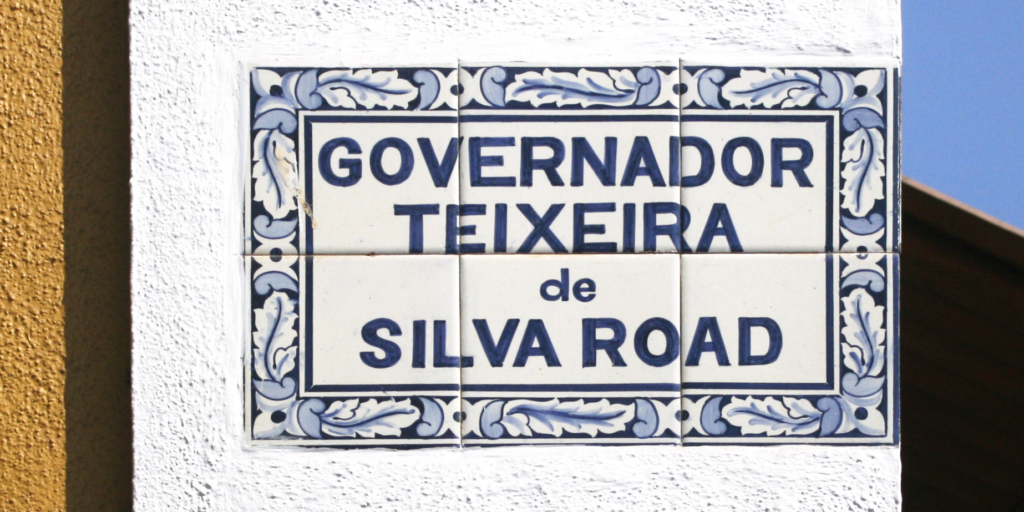 GOVERNADOR
TEIXEIRA
de
SILVA ROAD